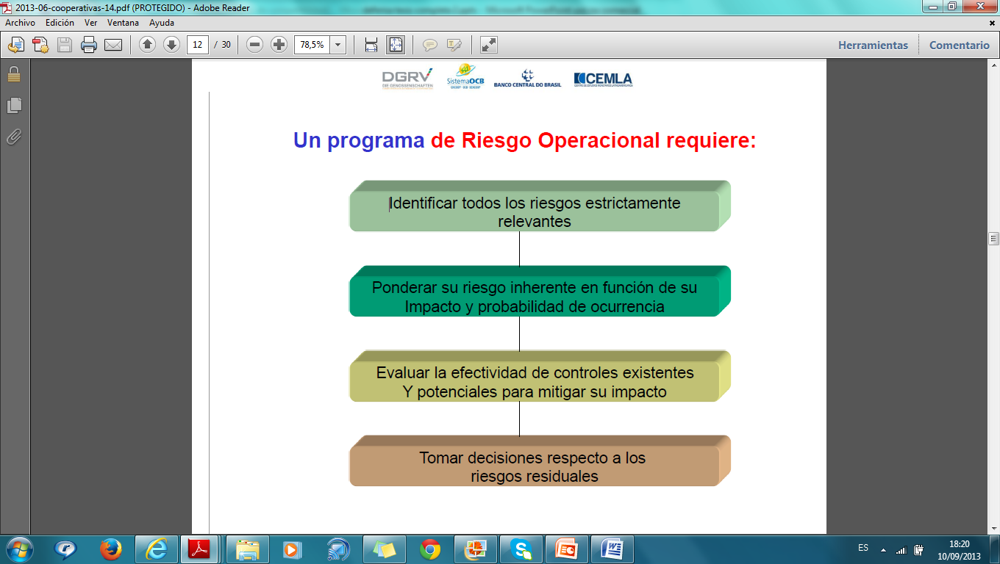 2013-06-cooperativas-14.pdf (PROTEGIDO) - Adobe Reader
Archivo Edición Ver Ventana Ayuda
12 / 30 78,5% Herramientas Comentario
DGRV SistemaOCB BANCO CENTRAL DO BRASIL CEMLA
DIE GENOSSENSCHAFTEN
Un programa de Riesgo Operacional requiere:
Identificar todos los riesgos estrictamente
relevantes
Ponderar su riesgo inherente en función de su
Impacto y probabilidad de ocurrencia
Evaluar la efectividad de controles existentes
Y potenciales para mitigar su impacto
Tomar decisiones respecto a los
riesgos residuales
ES 18:20
10/09/2013